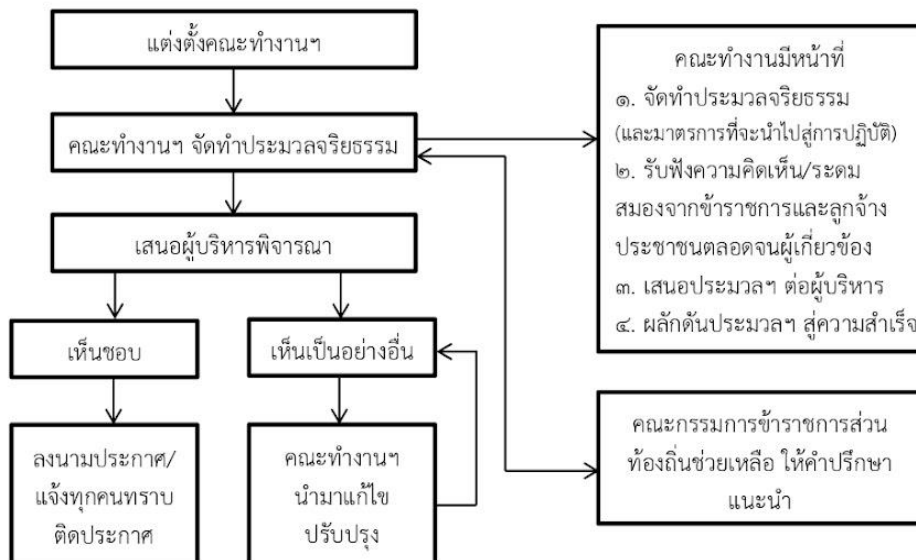 แต่งตั้งคณะทำงานฯ
คณะทำงานฯ จัดทำประมวลจริยธรรม
เสนอผู้บริหารพิจารณา
เห็นชอบ
เห็นเป็นอย่างอื่น
ลงนามประกาศ/
แจ้งทุกคนทราบ
ติดประกาศ
คณะทำงานฯ
นำมาแก้ไข
ปรับปรุง
คณะทำงานมีหน้าที่
๑. จัดทำประมวลจริยธรรม
(และมาตรการที่จะนำไปสู่การปฏิบัติ)
๒. รับฟังความคิดเห็น/ระดม
สมองจากข้าราชการและลูกจ้าง
ประชาชนตลอดจนผู้เกี่ยวข้อง
๓. เสนอประมวลฯ ต่อผู้บริหาร
๔. ผลักดันประมวลฯ สู่ความสำเร็จ
คณะกรรมการข้าราชการส่วน
ท้องถิ่นช่วยเหลือ ให้คำปรึกษา
แนะนำ